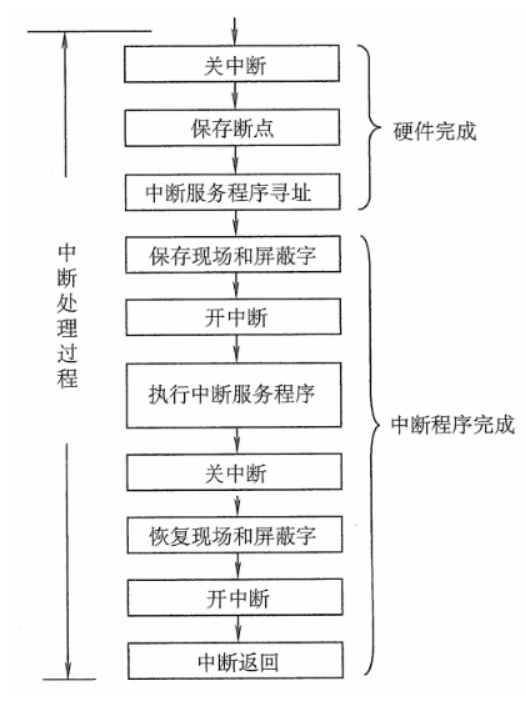 关中断
保存断点
硬件完成
中断服务程序寻址
保存现场和屏蔽字
中断处理过程
开中断
执行中断服务程序
中断程序完成
关中断
恢复现场和屏蔽字
开中断
中断返回